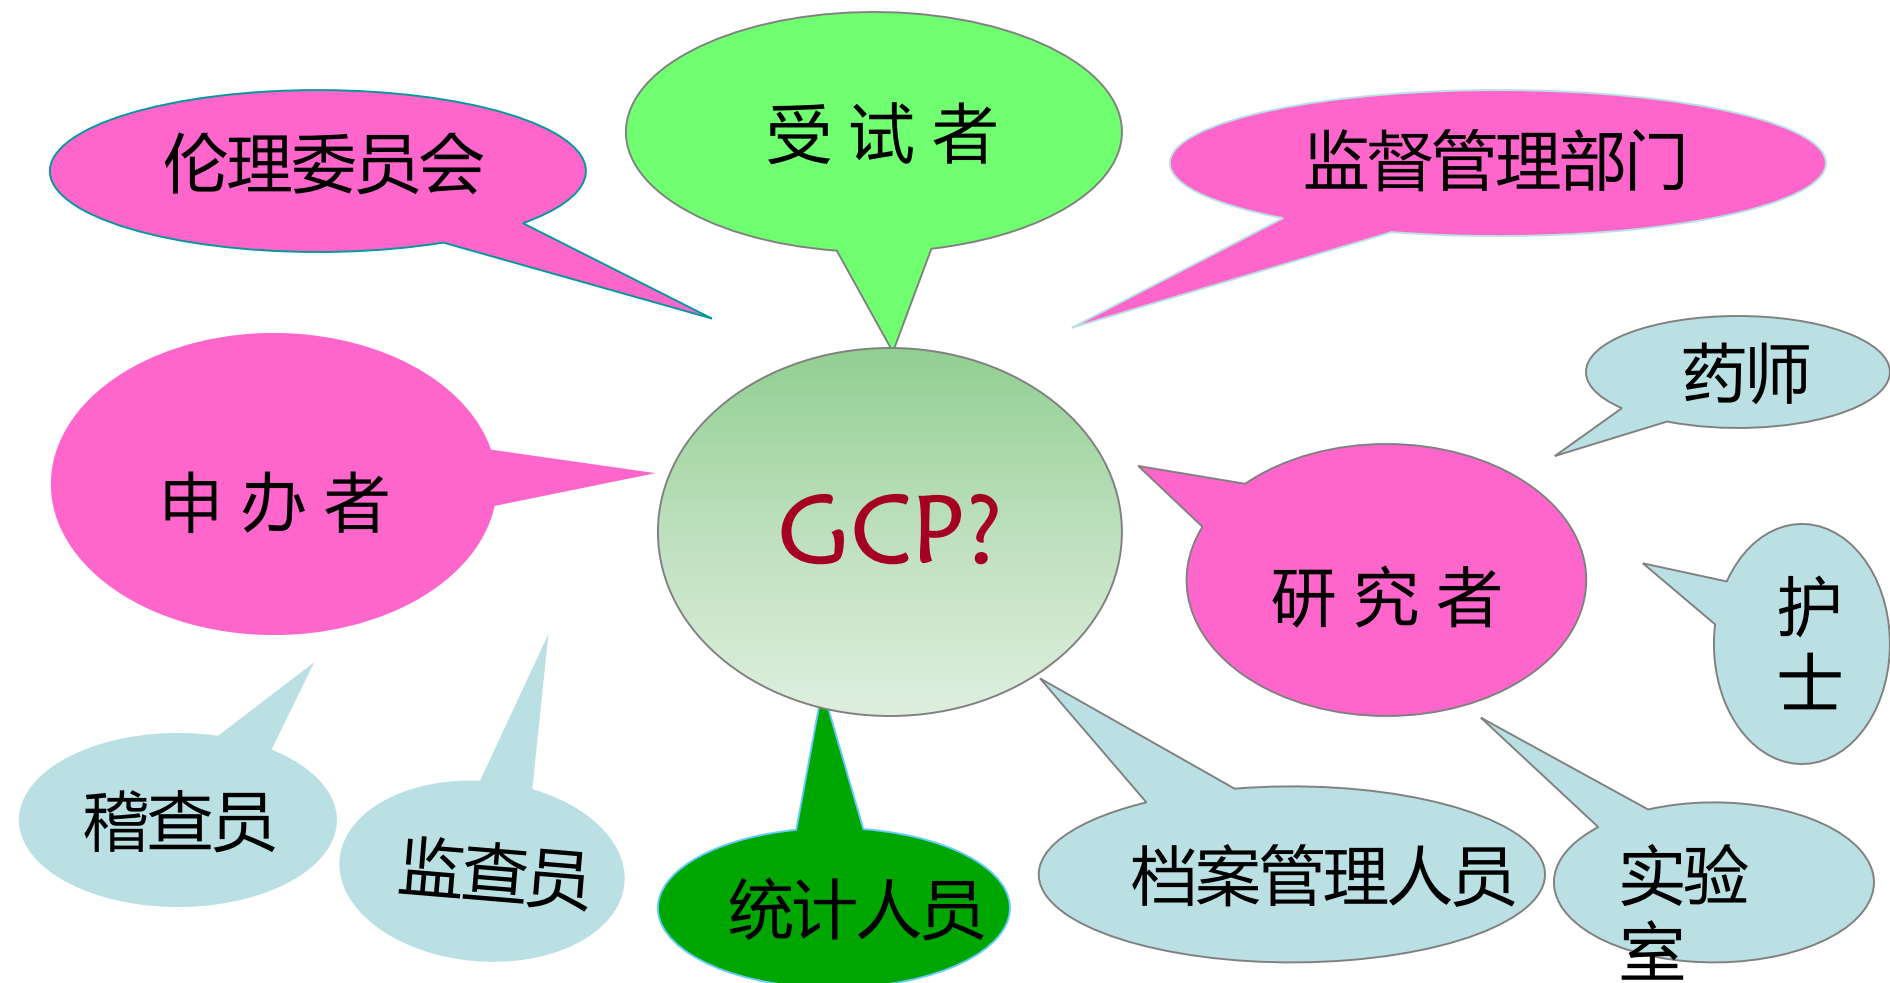 受 试 者
伦理委员会
监督管理部门
药师
申 办 者
GCP?
研 究 者
护
士
稽查员
监查员
统计人员
档案管理人员
实验
室